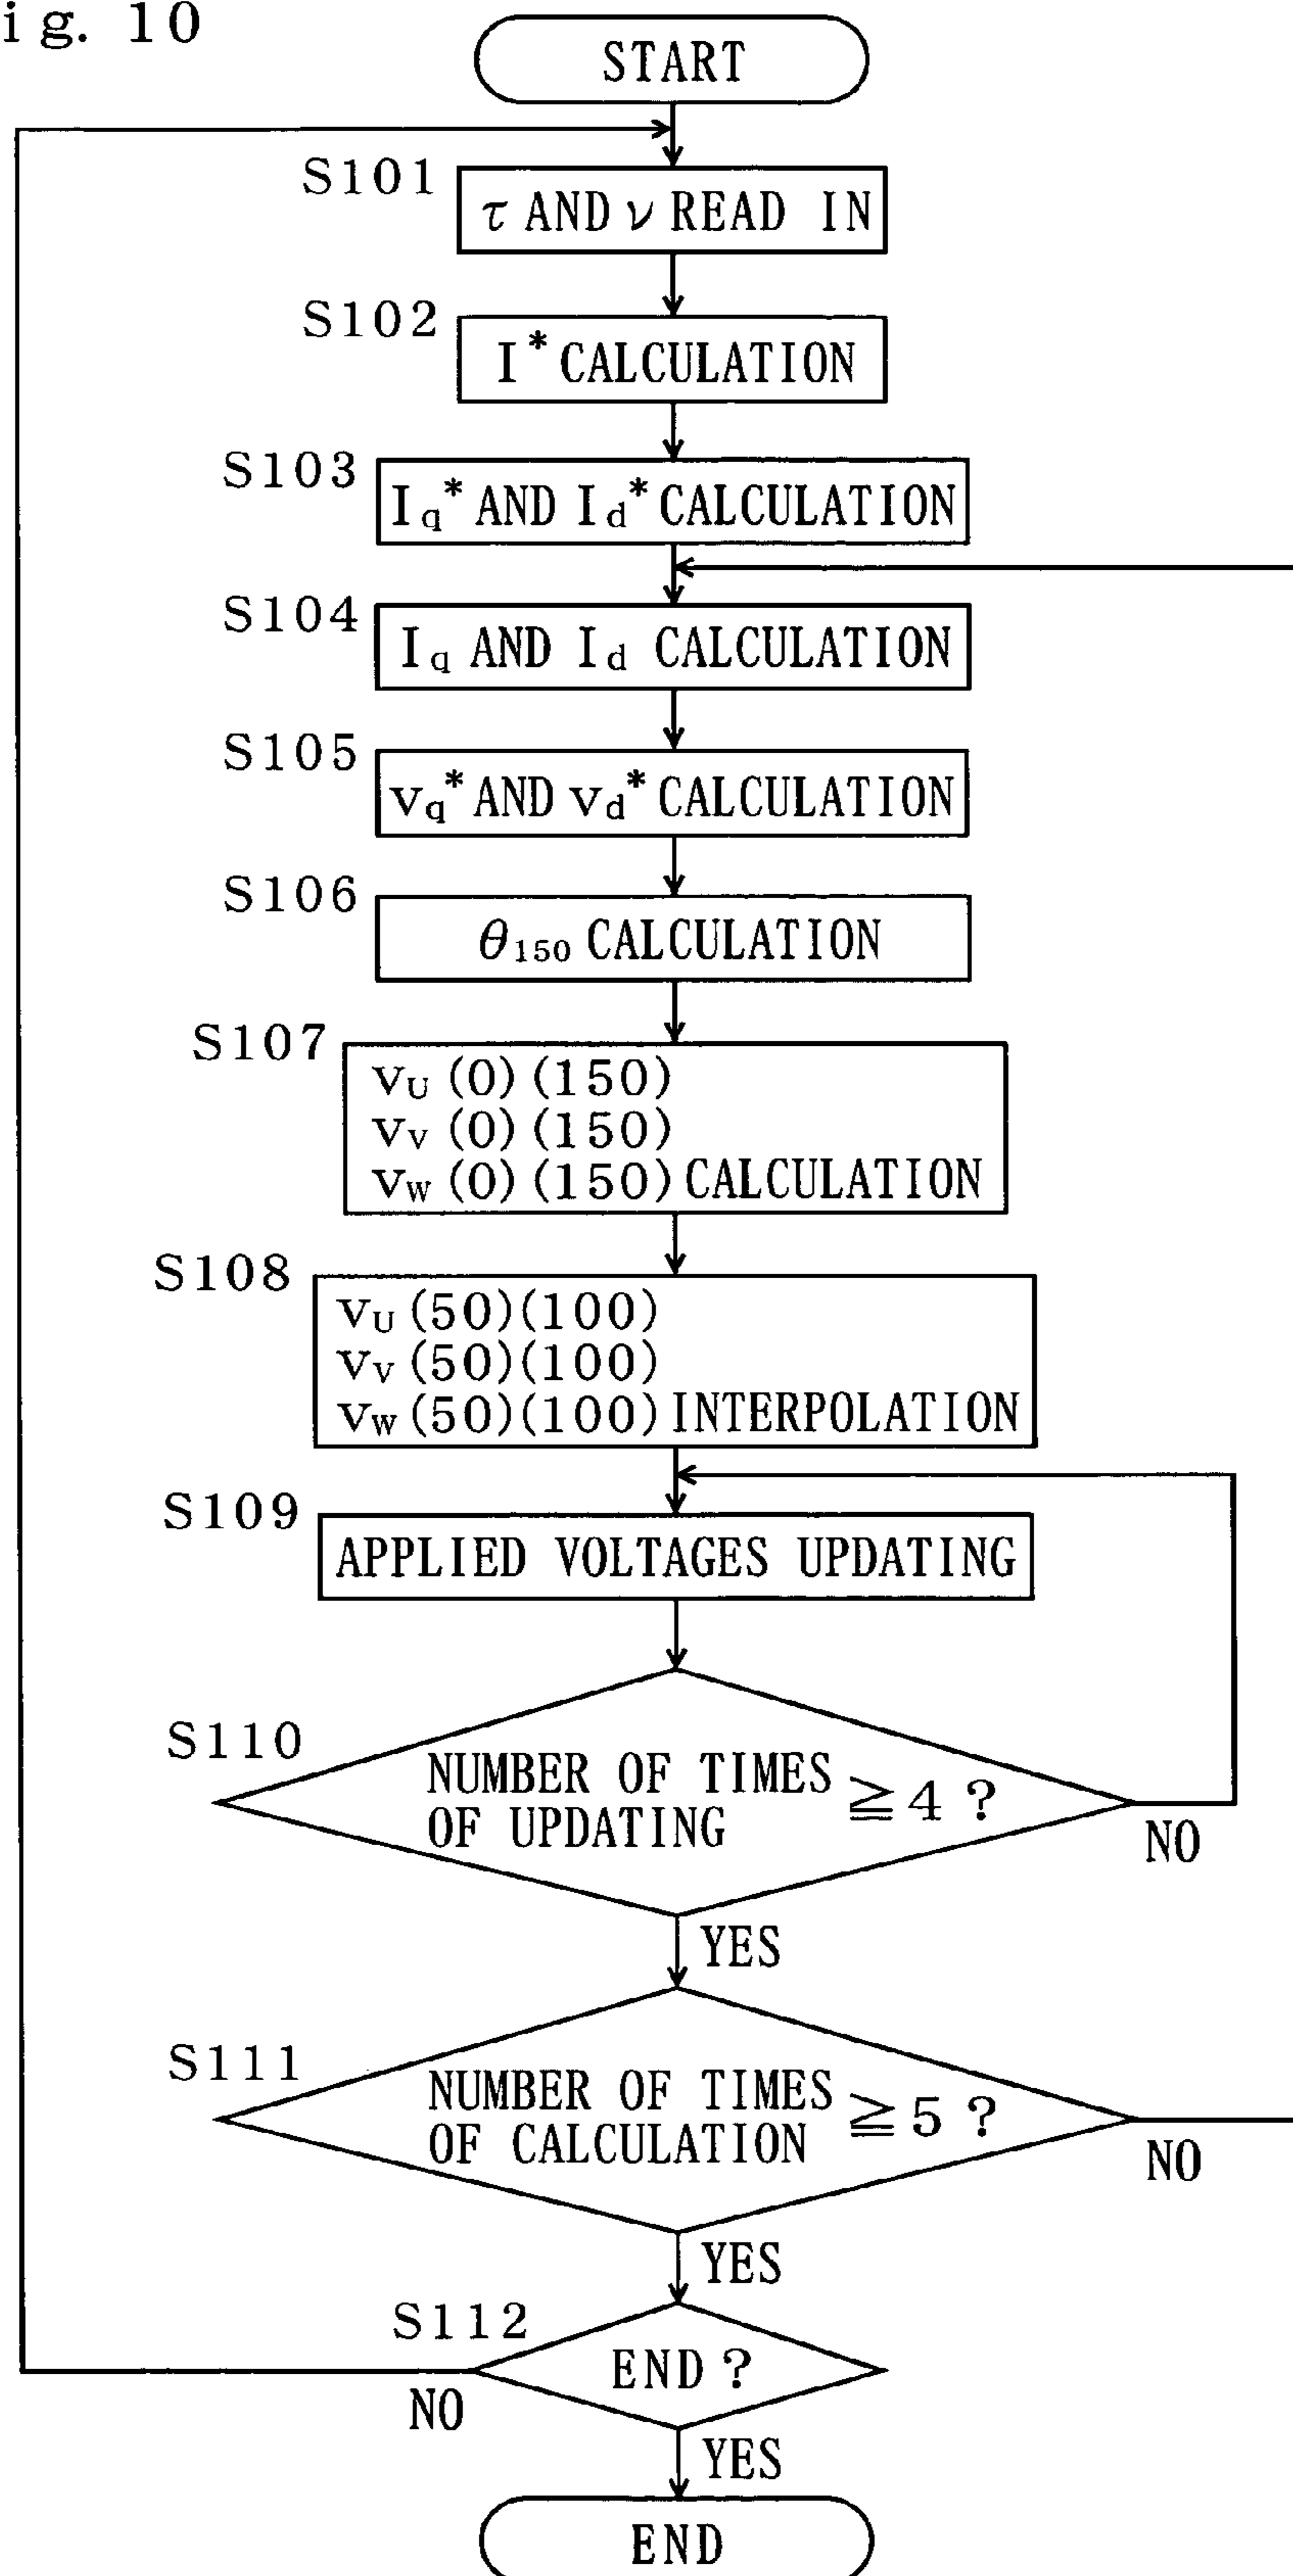 ig. 10
START
S101
τ AND ν READ IN
S102
I* CALCULATION
S103
Iq* AND Id* CALCULATION
S104
Iq AND Id CALCULATION
S105
vq* AND vd* CALCULATION
S106
θ150 CALCULATION
S107
vU (0) (150)
vV (0) (150)
vW (0) (150) CALCULATION
S108
vU (50)(100)
vV (50)(100)
vW (50)(100) INTERPOLATION
S109
APPLIED VOLTAGES UPDATING
S110
NUMBER OF TIMES
OF UPDATING ≧ 4 ?
NO
YES
S111
NUMBER OF TIMES
OF CALCULATION ≧ 5 ?
NO
YES
S112
END ?
NO
YES
END